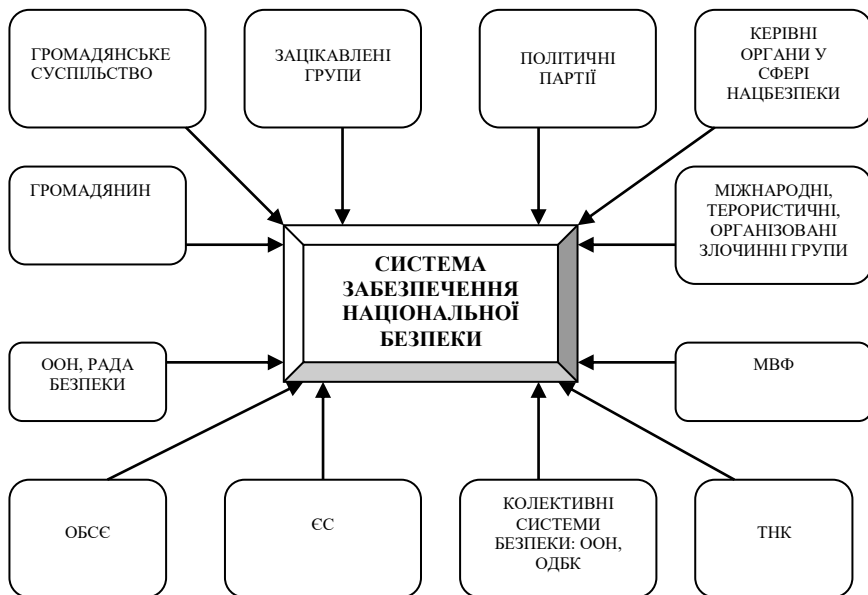 ГРОМАДЯНСЬКЕ
СУСПІЛЬСТВО
ЗАЦІКАВЛЕНІ
ГРУПИ
ПОЛІТИЧНІ
ПАРТІЇ
КЕРІВНІ
ОРГАНИ У
СФЕРІ
НАЦБЕЗПЕКИ
ГРОМАДЯНИН
МІЖНАРОДНІ,
ТЕРОРИСТИЧНІ,
ОРГАНІЗОВАНІ
ЗЛОЧИННІ ГРУПИ
СИСТЕМА
ЗАБЕЗПЕЧЕННЯ
НАЦІОНАЛЬНОЇ
БЕЗПЕКИ
ООН, РАДА
БЕЗПЕКИ
МВФ
ОБСЄ
ЄС
КОЛЕКТИВНІ
СИСТЕМИ
БЕЗПЕКИ: ООН,
ОДБК
ТНК